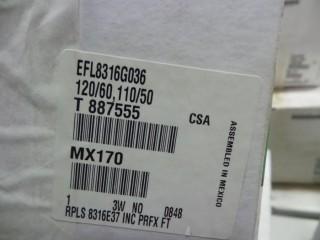 EFL8316G036
120/60,110/50
T 887555
CSA
MX170
1 3W NO 0848
RPLS 8316E37 INC PRFX FT
ASSEMBLED IN MEXICO